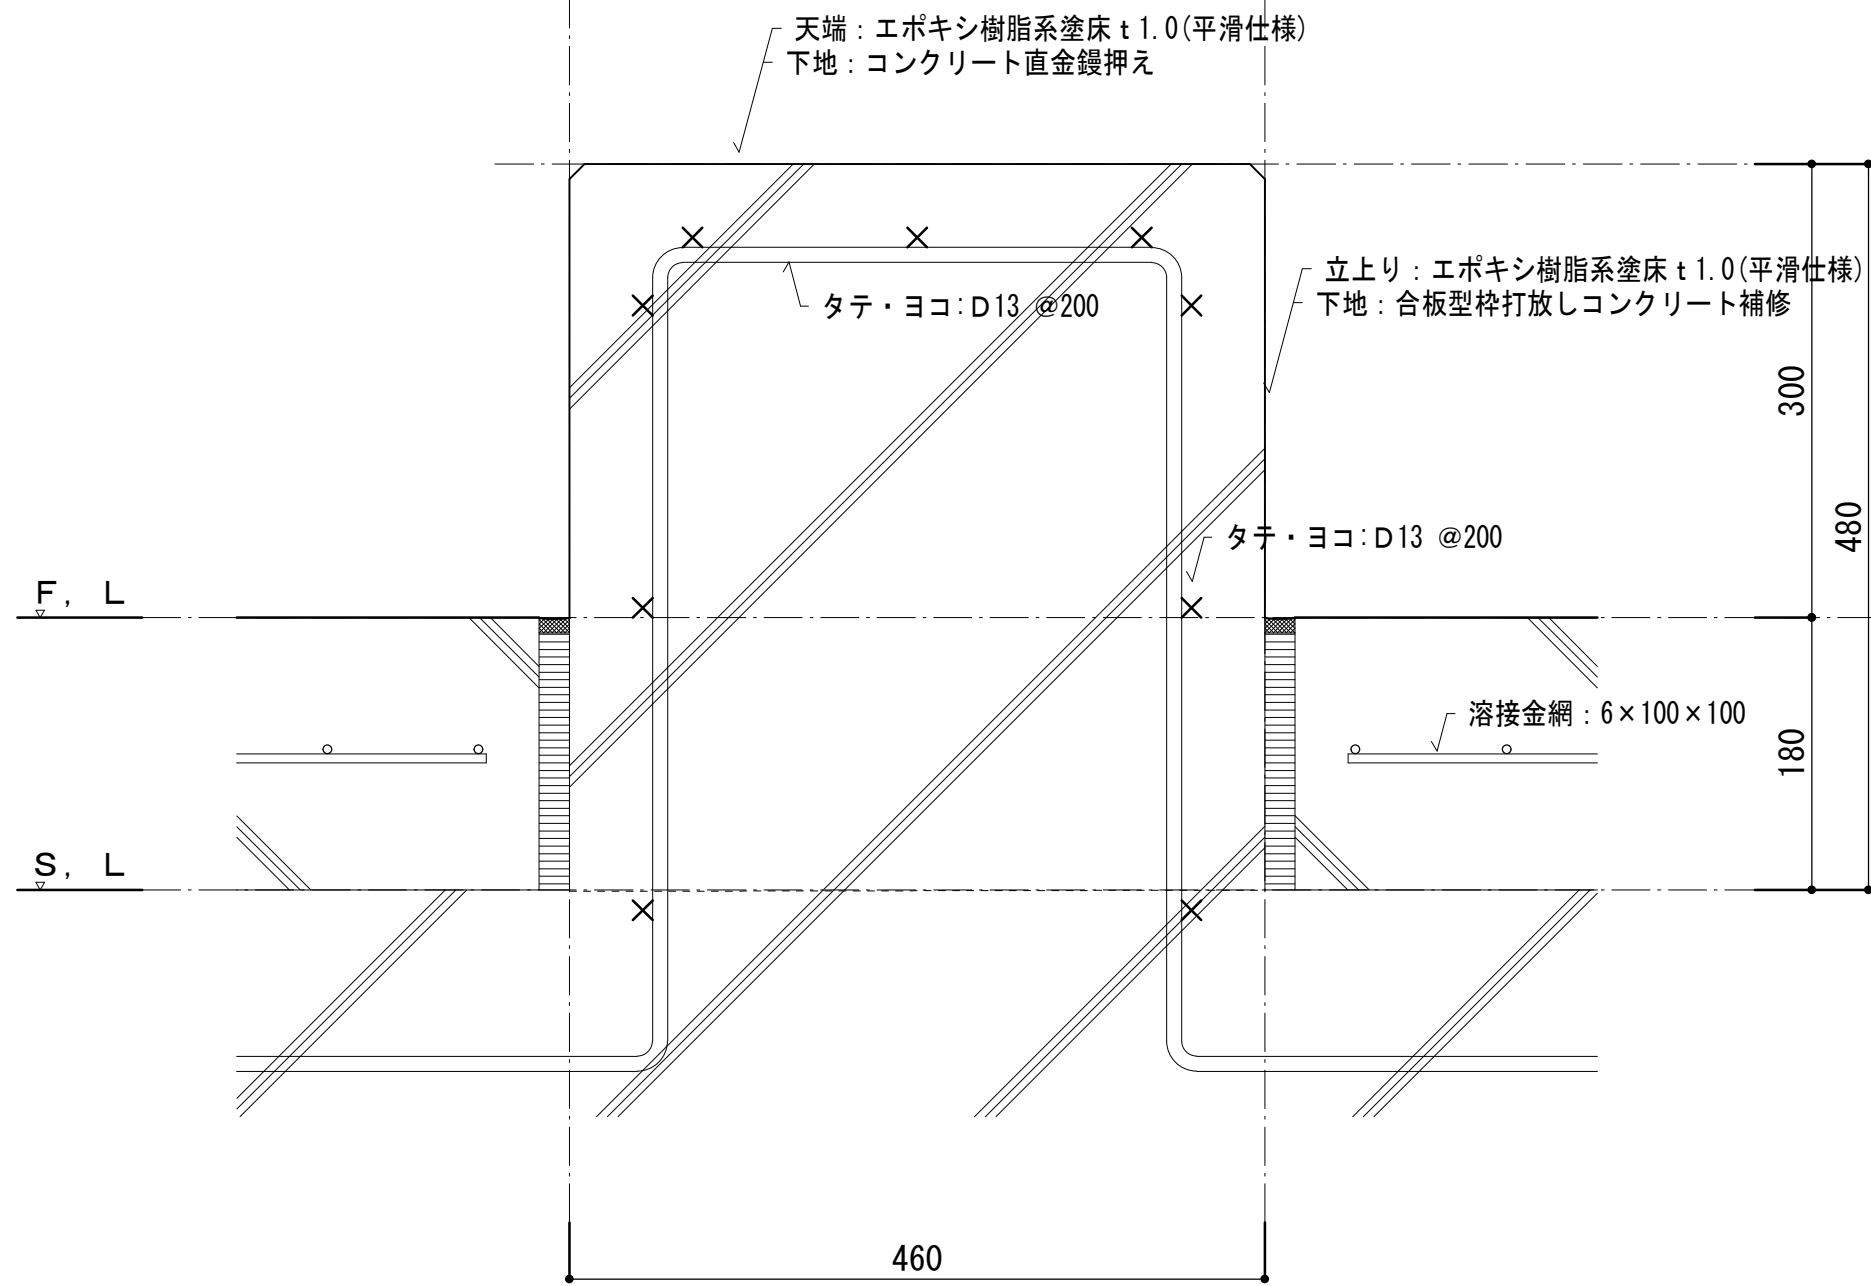 天端：エポキシ樹脂系塗床ｔ1.0(平滑仕様)
下地：コンクリート直金鏝押え
立上り：エポキシ樹脂系塗床ｔ1.0(平滑仕様)
下地：合板型枠打放しコンクリート補修
タテ・ヨコ:Ｄ13 @200
300
480
タテ・ヨコ:Ｄ13 @200
Ｆ，Ｌ
溶接金網：6×100×100
180
Ｓ，Ｌ
460